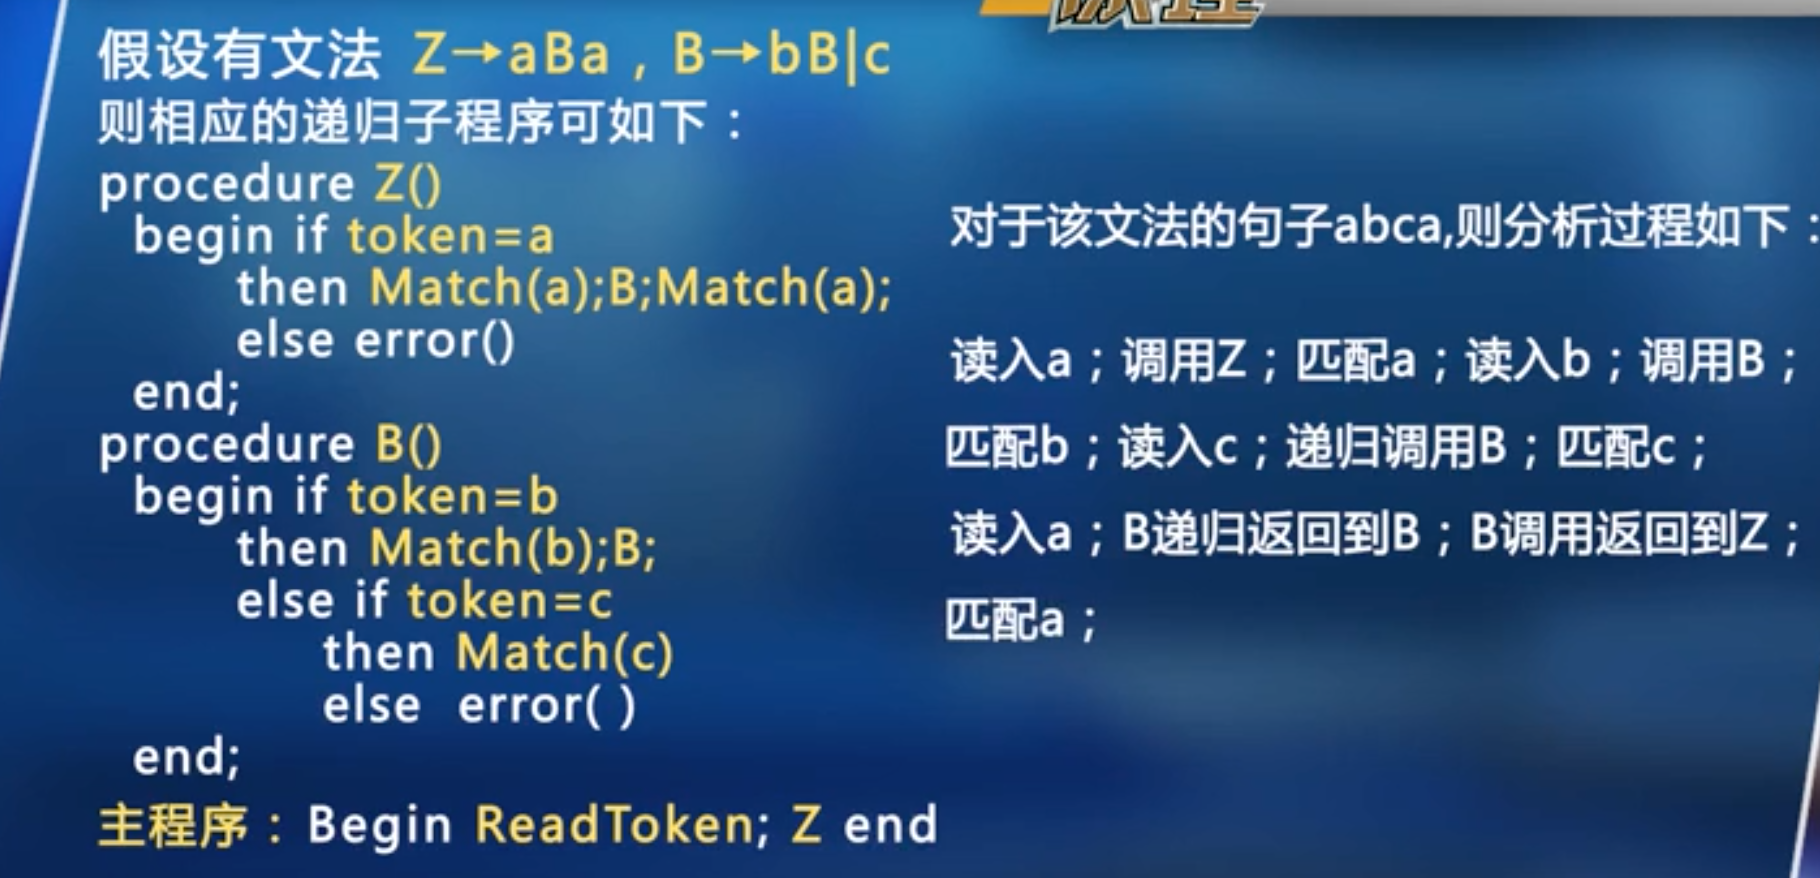 假设有文法 Z→aBa，B→bB|c
则相应的递归子程序可如下：
procedure Z()
begin if token=a
then Match(a);B;Match(a);
else error()
end;
procedure B()
begin if token=b
then Match(b);B;
else if token=c
then Match(c)
else error( )
end;
主程序：Begin ReadToken; Z end
对于该文法的句子abca,则分析过程如下：
读入a；调用Z；匹配a；读入b；调用B；
匹配b；读入c；递归调用B；匹配c；
读入a；B递归返回到B；B调用返回到Z；
匹配a；